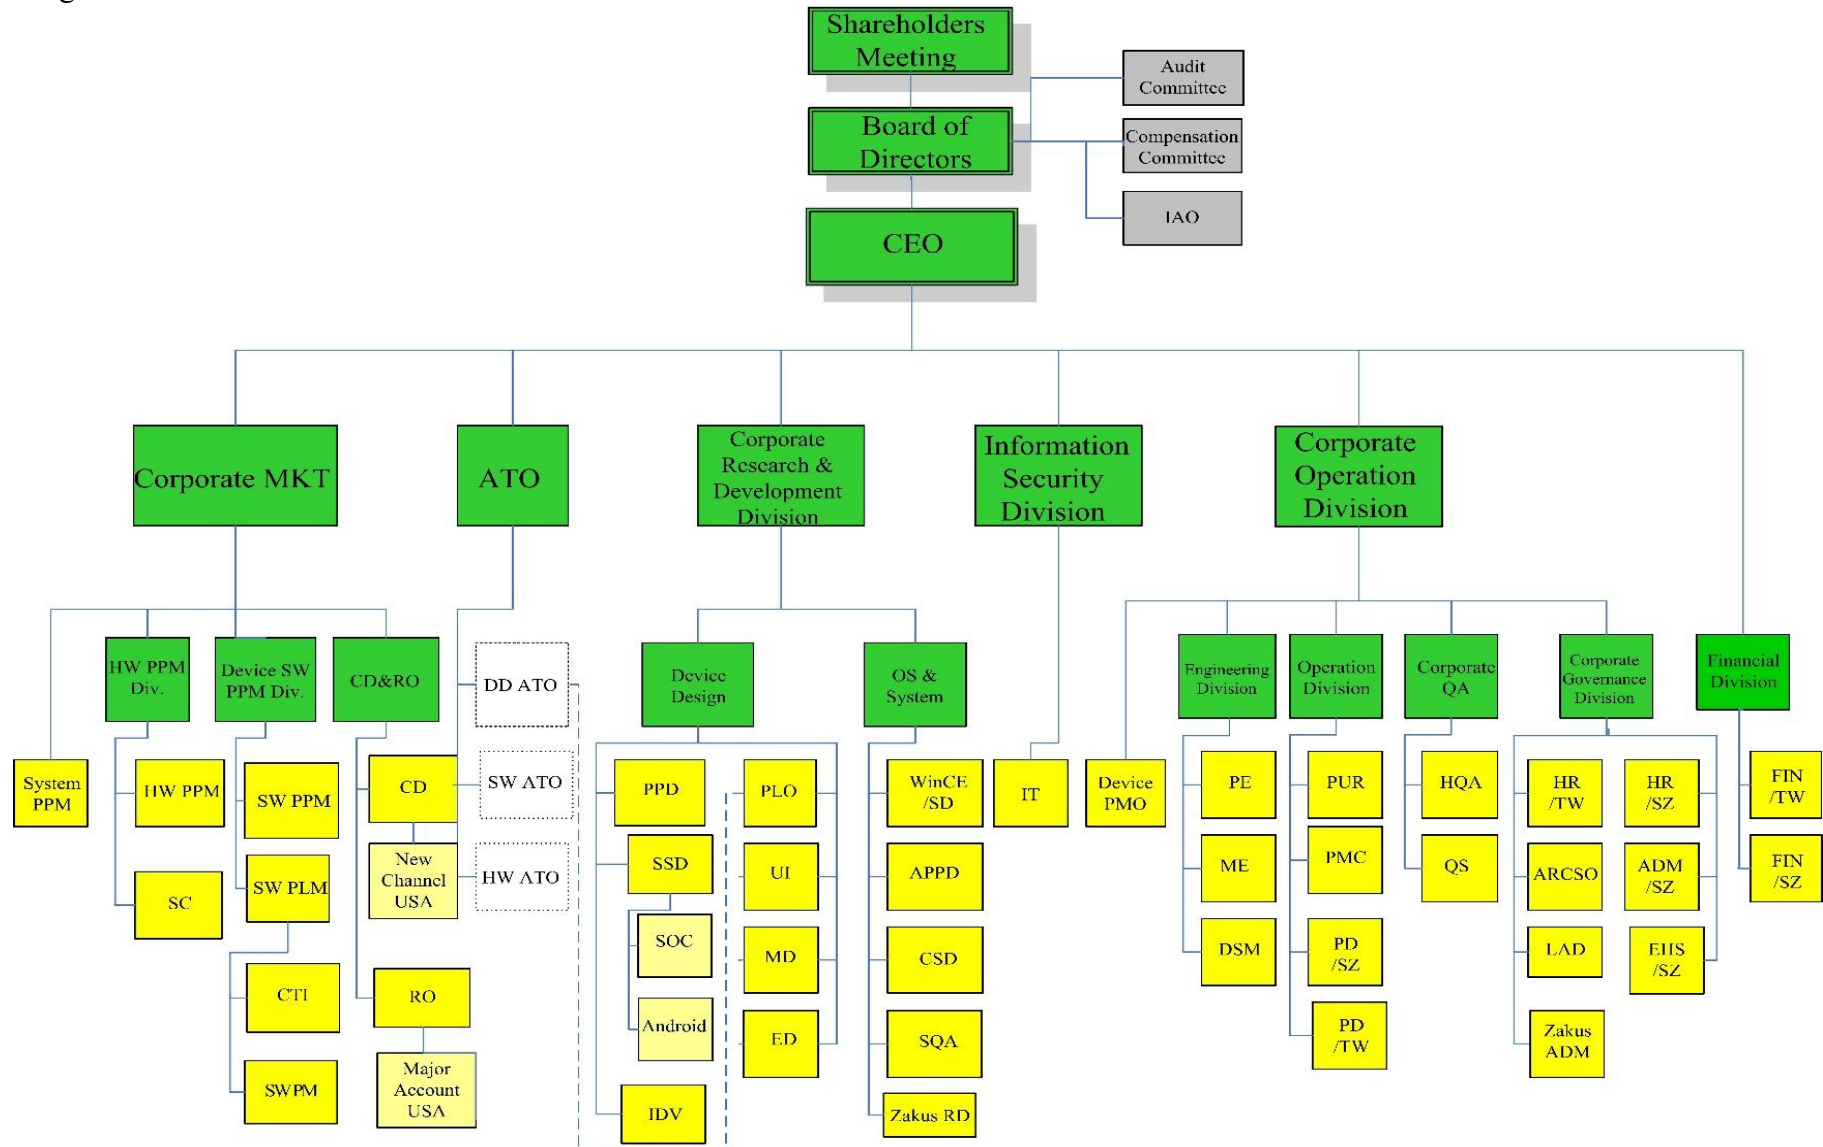 Shareholders
Meeting
Audit
Committee
Board of
Directors
Compensation
Committee
IAO
CEO
Corporate MKT
ATO
Corporate
Research &
Development
Division
Information
Security
Division
Corporate
Operation
Division
HW PPM
Div.
Device SW
PPM Div.
CD&RO
DD ATO
Device
Design
OS &
System
Engineering
Division
Operation
Division
Corporate
QA
Corporate
Governance
Division
Financial
Division
System
PPM
HW PPM
SW PPM
CD
SW ATO
PPD
PLO
WinCE
/SD
IT
Device
PMO
PE
PUR
HQA
HR
/TW
HR
/SZ
FIN
/TW
SC
SW PLM
New
Channel
USA
HW ATO
SSD
UI
APPD
ME
PMC
QS
ARCSO
ADM
/SZ
FIN
/SZ
SOC
MD
CSD
DSM
PD
/SZ
LAD
EHS
/SZ
CTI
RO
Android
ED
SQA
PD
/TW
Zakus
ADM
SWPM
Major
Account
USA
IDV
Zakus RD